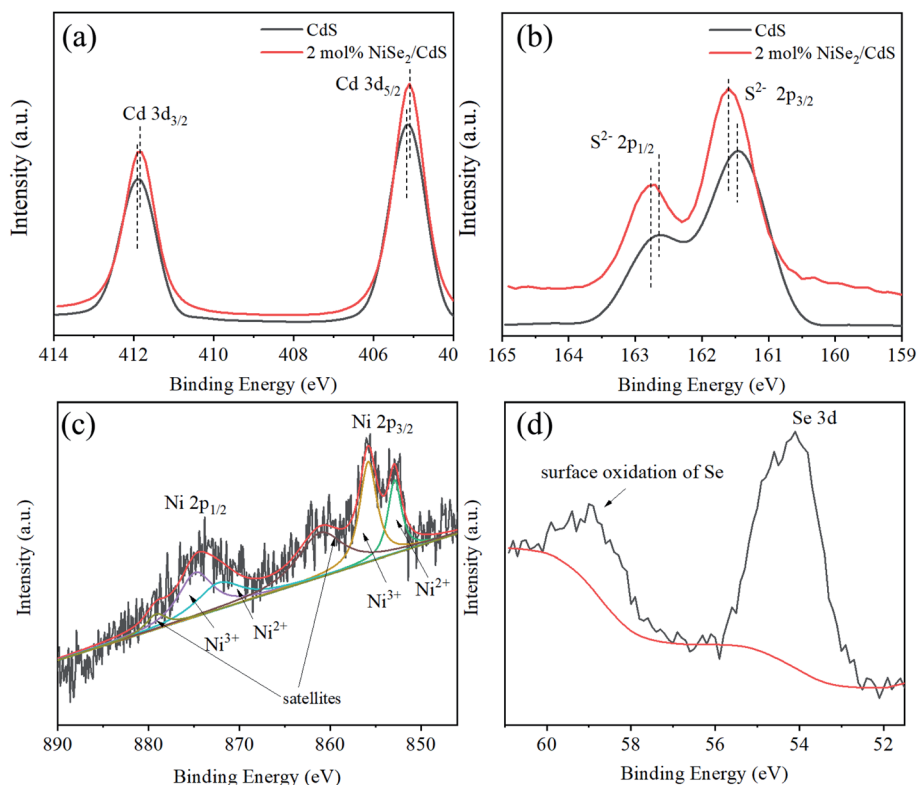 (a)
CdS
2 mol% NiSe₂/CdS
Cd 3d₅/₂
Cd 3d₃/₂
Intensity (a.u.)
414 412 410 408 406 40
Binding Energy (eV)
(b)
CdS
2 mol% NiSe₂/CdS
S²⁻ 2p₃/₂
S²⁻ 2p₁/₂
Intensity (a.u.)
165 164 163 162 161 160 159
Binding Energy (eV)
(c)
Ni 2p₃/₂
Ni 2p₁/₂
Ni²⁺
Ni³⁺
Ni³⁺
Ni²⁺
satellites
Intensity (a.u.)
890 880 870 860 850
Binding Energy (eV)
(d)
Se 3d
surface oxidation of Se
Intensity (a.u.)
60 58 56 54 52
Binding Energy (eV)